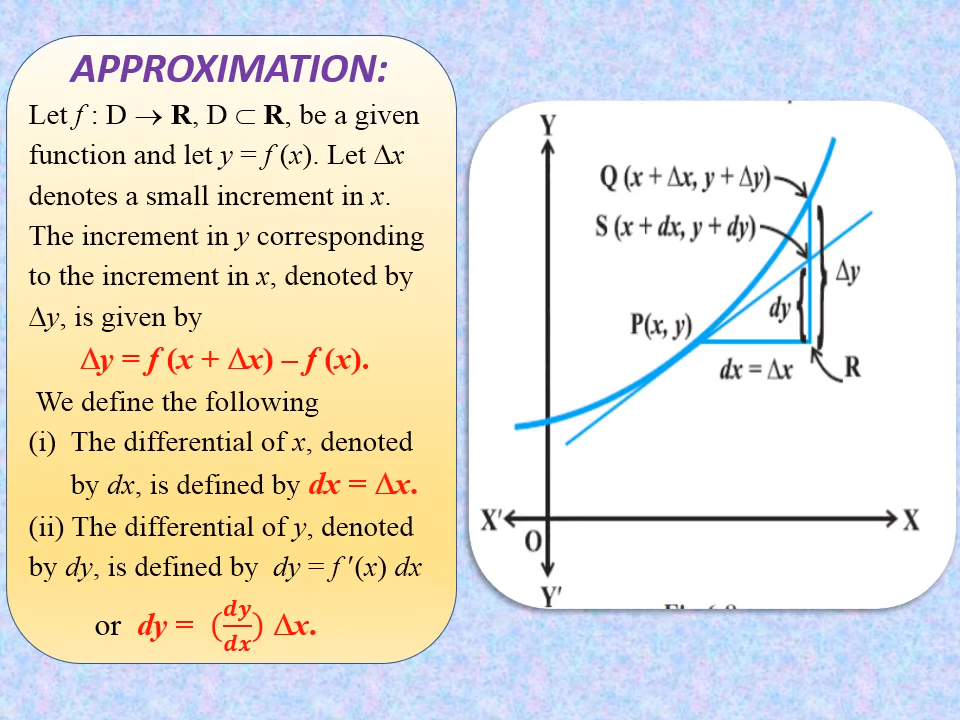 APPROXIMATION:
Let f : D → R, D ⊂ R, be a given
function and let y = f (x). Let Δx
denotes a small increment in x.
The increment in y corresponding
to the increment in x, denoted by
Δy, is given by
Δy = f (x + Δx) – f (x).
We define the following
(i) The differential of x, denoted
by dx, is defined by dx = Δx.
(ii) The differential of y, denoted
by dy, is defined by dy = f ′(x) dx
or dy = (dy/dx) Δx.
Y
Q (x + Δx, y + Δy)
S (x + dx, y + dy)
Δy
dy
P(x, y)
dx = Δx
R
X′
X
O
Y′